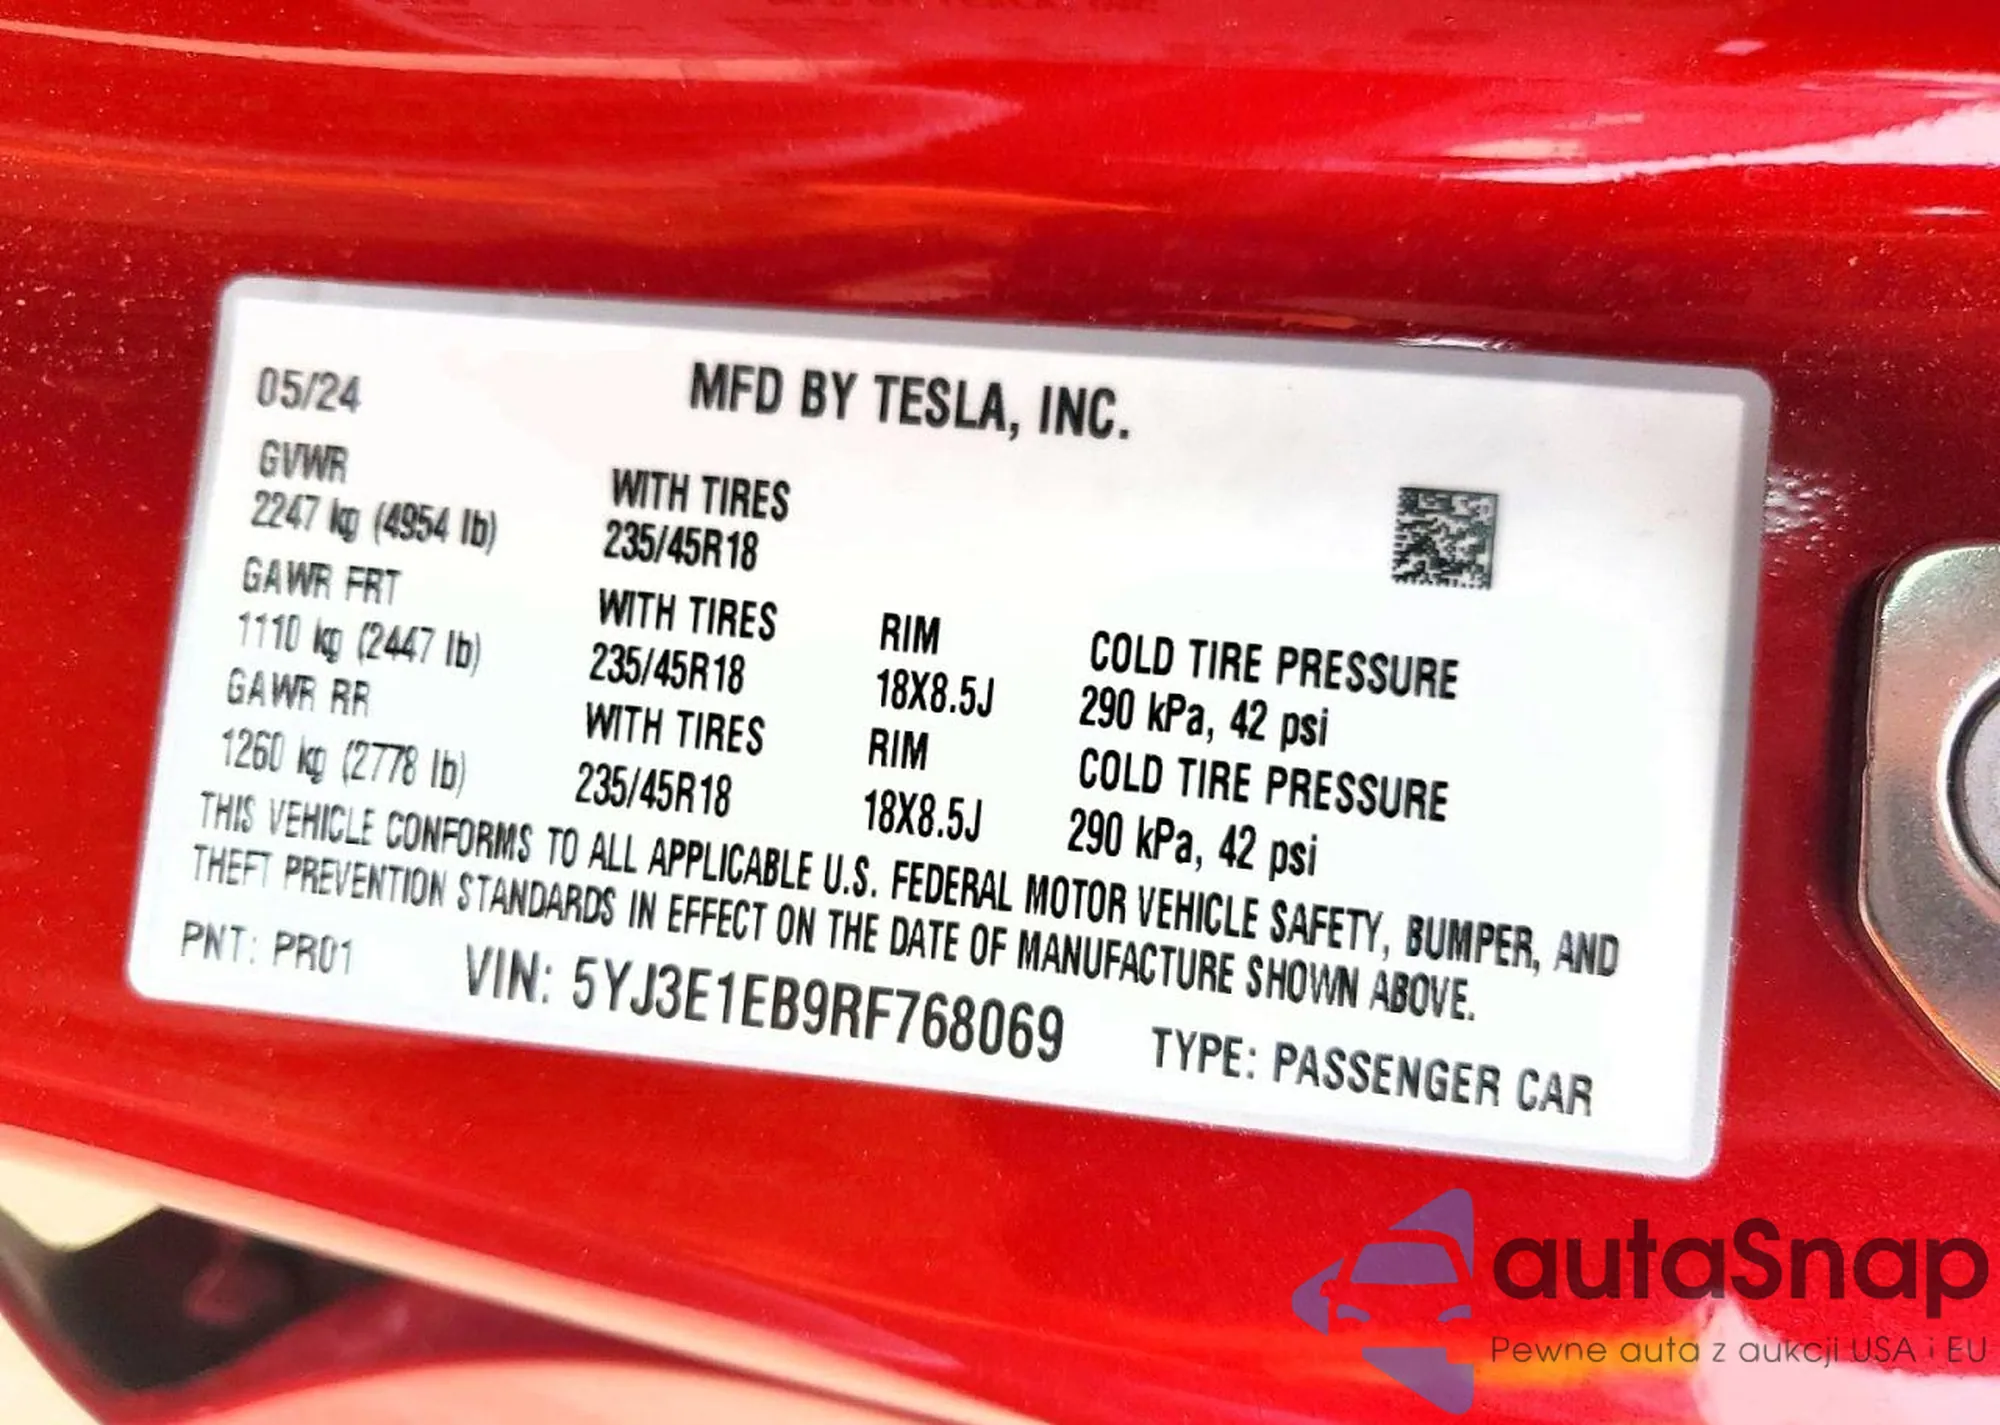 05/24 MFD BY TESLA, INC.
GVWR
2247 kg (4954 lb)
WITH TIRES
235/45R18
GAWR FRT
1110 kg (2447 lb)
WITH TIRES
235/45R18
RIM
18X8.5J
COLD TIRE PRESSURE
290 kPa, 42 psi
GAWR RR
1260 kg (2778 lb)
WITH TIRES
235/45R18
RIM
18X8.5J
COLD TIRE PRESSURE
290 kPa, 42 psi
THIS VEHICLE CONFORMS TO ALL APPLICABLE U.S. FEDERAL MOTOR VEHICLE SAFETY, BUMPER, AND
THEFT PREVENTION STANDARDS IN EFFECT ON THE DATE OF MANUFACTURE SHOWN ABOVE.
PNT: PR01 VIN: 5YJ3E1EB9RF768069 TYPE: PASSENGER CAR
autaSnap
Pewne auta z aukcji USA i EU